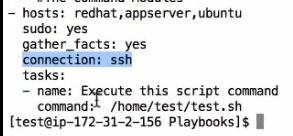 - hosts: redhat,appserver,ubuntu
sudo: yes
gather_facts: yes
connection: ssh
tasks:
- name: Execute this script command
command: /home/test/test.sh
[test@ip-172-31-2-156 Playbooks]$